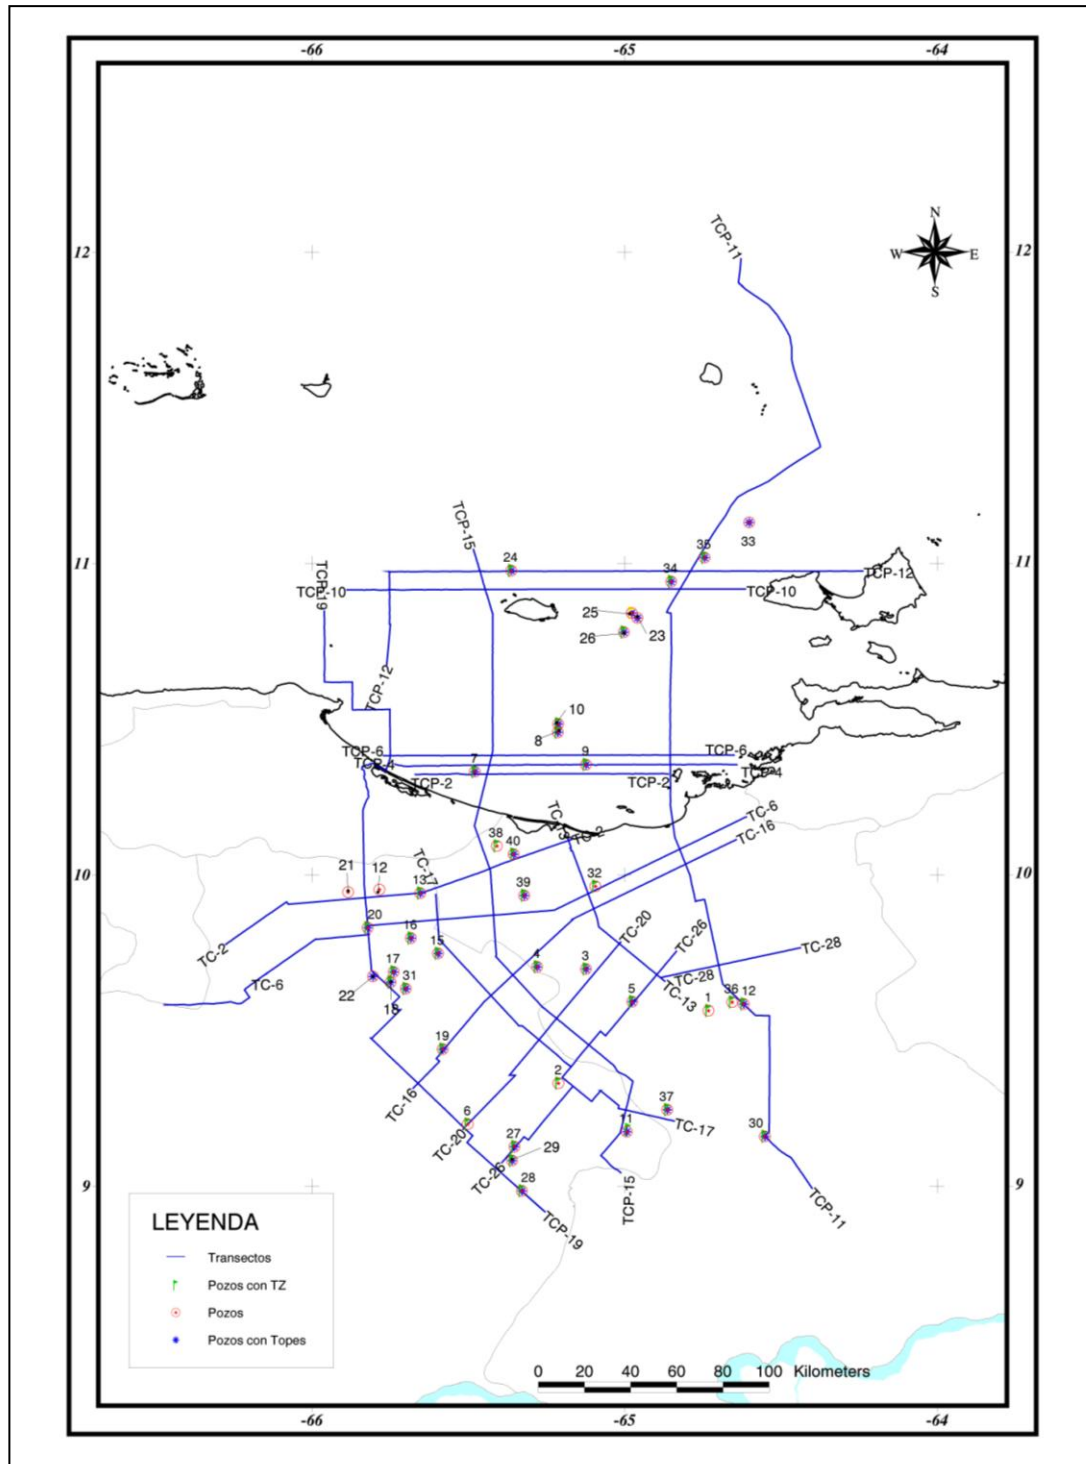 -66 -65 -64
N
W E
S
12 12
TCP-11
TCP-15
11 11
24
35
33
34
TCP-12
TCP-19
TCP-10 TCP-10
25
26 23
TCP-12
10
8
TCP-6 TCP-6
7 9
TCP-4 TCP-4
TCP-2 TCP-2
TC-6
TC-13
TC-2
TC-16
38
40
10 10
21 12
TC-17
13
32
39
20
16
15
TC-20
TC-26
TC-28
TC-2
4 3
17
TC-6
22
31
18
TC-28
TC-13
5
1
36 12
19
2
TC-16
37
6
11
TC-17
30
TC-20
27
29
TC-26
28
9 9
TCP-15
TCP-11
TCP-19
LEYENDA
Transectos
Pozos con TZ
Pozos
Pozos con Topes
0 20 40 60 80 100 Kilometers
-66 -65 -64